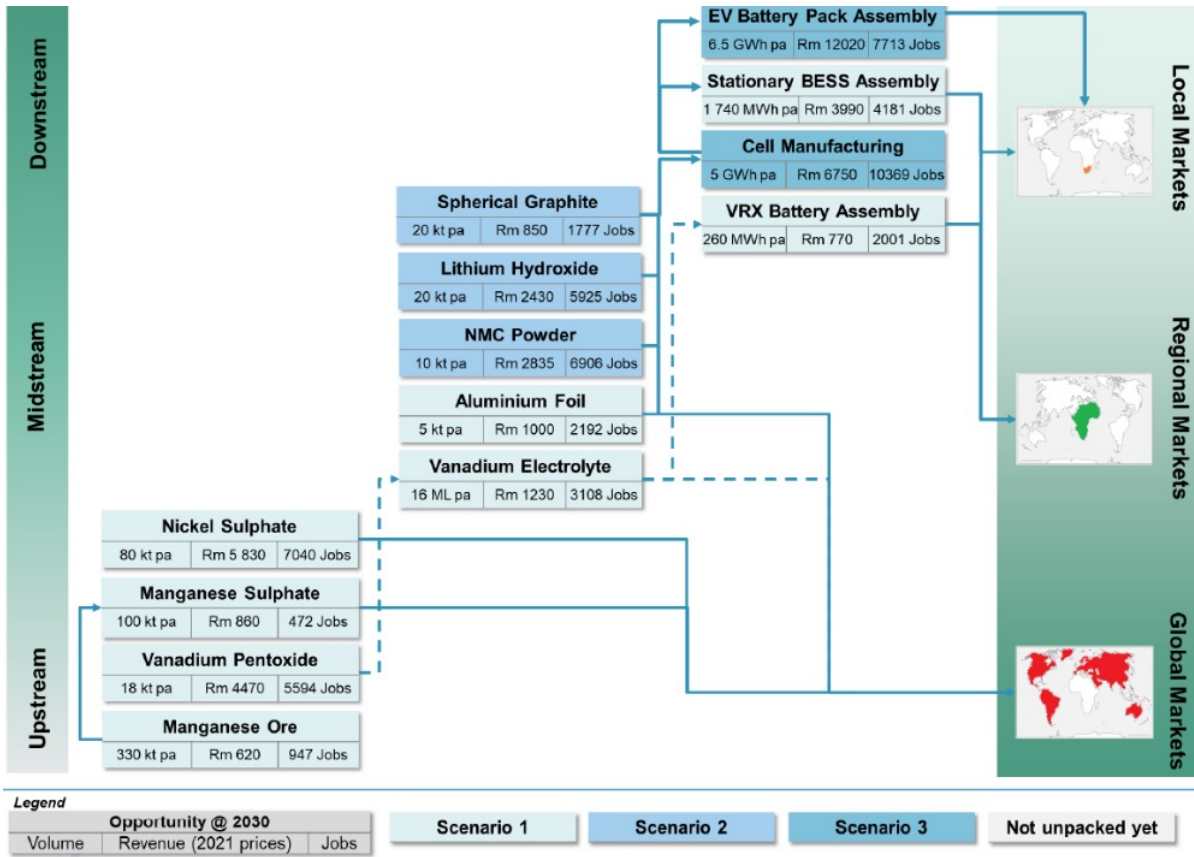 Downstream
Midstream
Upstream
EV Battery Pack Assembly
6.5 GWh pa Rm 12020 7713 Jobs
Stationary BESS Assembly
1 740 MWh pa Rm 3990 4181 Jobs
Cell Manufacturing
5 GWh pa Rm 6750 10369 Jobs
VRX Battery Assembly
260 MWh pa Rm 770 2001 Jobs
Spherical Graphite
20 kt pa Rm 850 1777 Jobs
Lithium Hydroxide
20 kt pa Rm 2430 5925 Jobs
NMC Powder
10 kt pa Rm 2835 6906 Jobs
Aluminium Foil
5 kt pa Rm 1000 2192 Jobs
Vanadium Electrolyte
16 ML pa Rm 1230 3108 Jobs
Nickel Sulphate
80 kt pa Rm 5 830 7040 Jobs
Manganese Sulphate
100 kt pa Rm 860 472 Jobs
Vanadium Pentoxide
18 kt pa Rm 4470 5594 Jobs
Manganese Ore
330 kt pa Rm 620 947 Jobs
Local Markets
Regional Markets
Global Markets
Legend
Opportunity @ 2030
Volume Revenue (2021 prices) Jobs
Scenario 1
Scenario 2
Scenario 3
Not unpacked yet